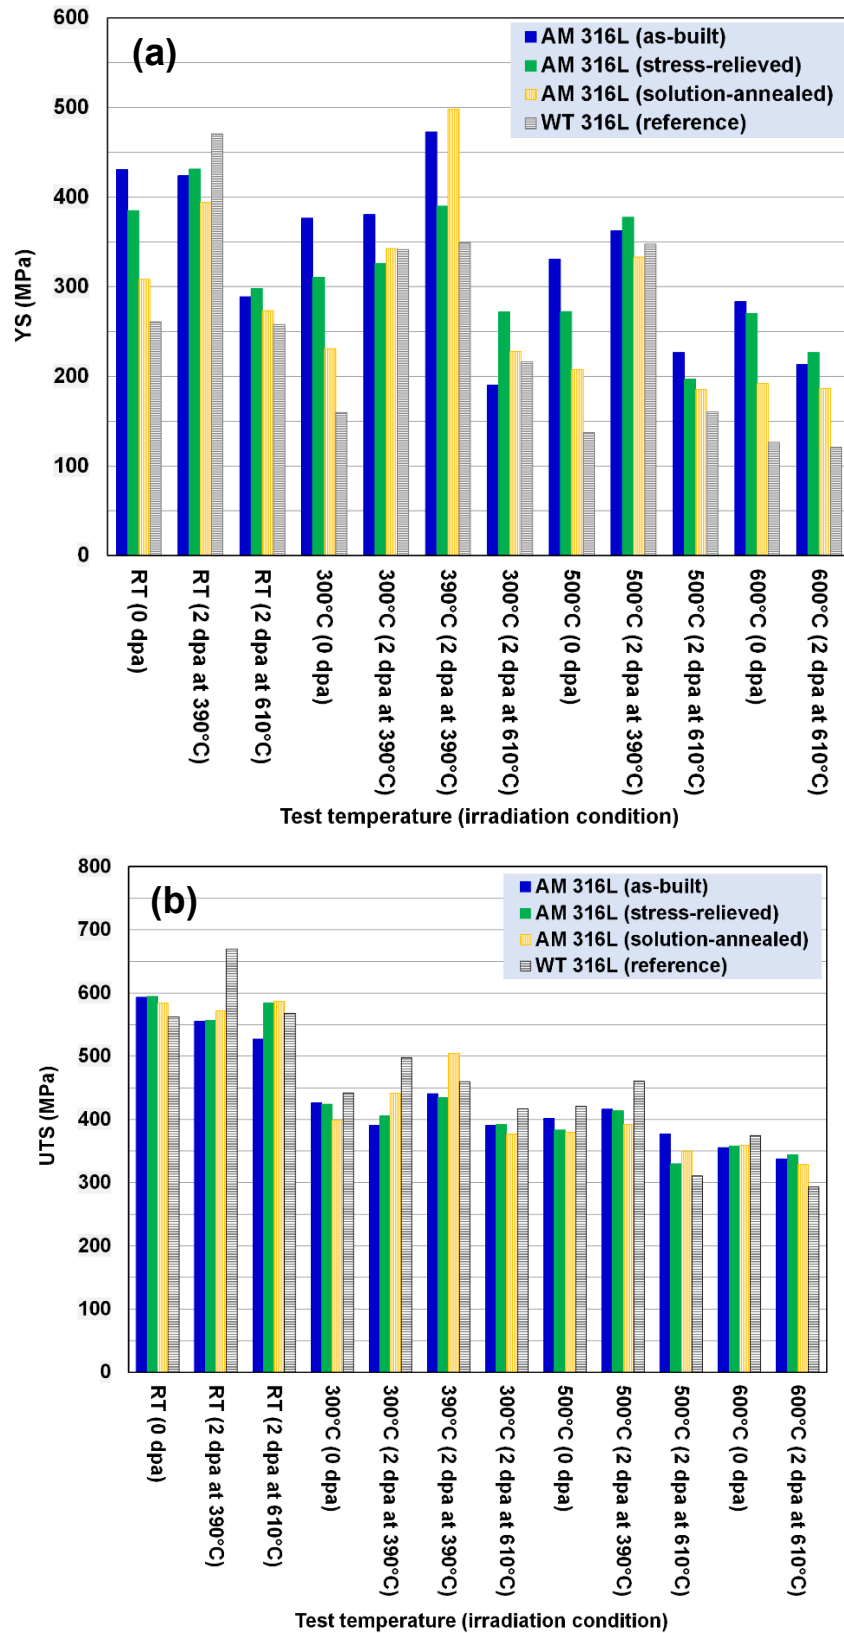 (a)
AM 316L (as-built)
AM 316L (stress-relieved)
AM 316L (solution-annealed)
WT 316L (reference)
600
500
400
300
200
100
0
YS (MPa)
RT (0 dpa)
RT (2 dpa at 390°C)
RT (2 dpa at 610°C)
300°C (0 dpa)
300°C (2 dpa at 390°C)
390°C (2 dpa at 390°C)
300°C (2 dpa at 610°C)
500°C (0 dpa)
500°C (2 dpa at 390°C)
500°C (2 dpa at 610°C)
600°C (0 dpa)
600°C (2 dpa at 610°C)
Test temperature (irradiation condition)
(b)
AM 316L (as-built)
AM 316L (stress-relieved)
AM 316L (solution-annealed)
WT 316L (reference)
800
700
600
500
400
300
200
100
0
UTS (MPa)
RT (0 dpa)
RT (2 dpa at 390°C)
RT (2 dpa at 610°C)
300°C (0 dpa)
300°C (2 dpa at 390°C)
390°C (2 dpa at 390°C)
300°C (2 dpa at 610°C)
500°C (0 dpa)
500°C (2 dpa at 390°C)
500°C (2 dpa at 610°C)
600°C (0 dpa)
600°C (2 dpa at 610°C)
Test temperature (irradiation condition)